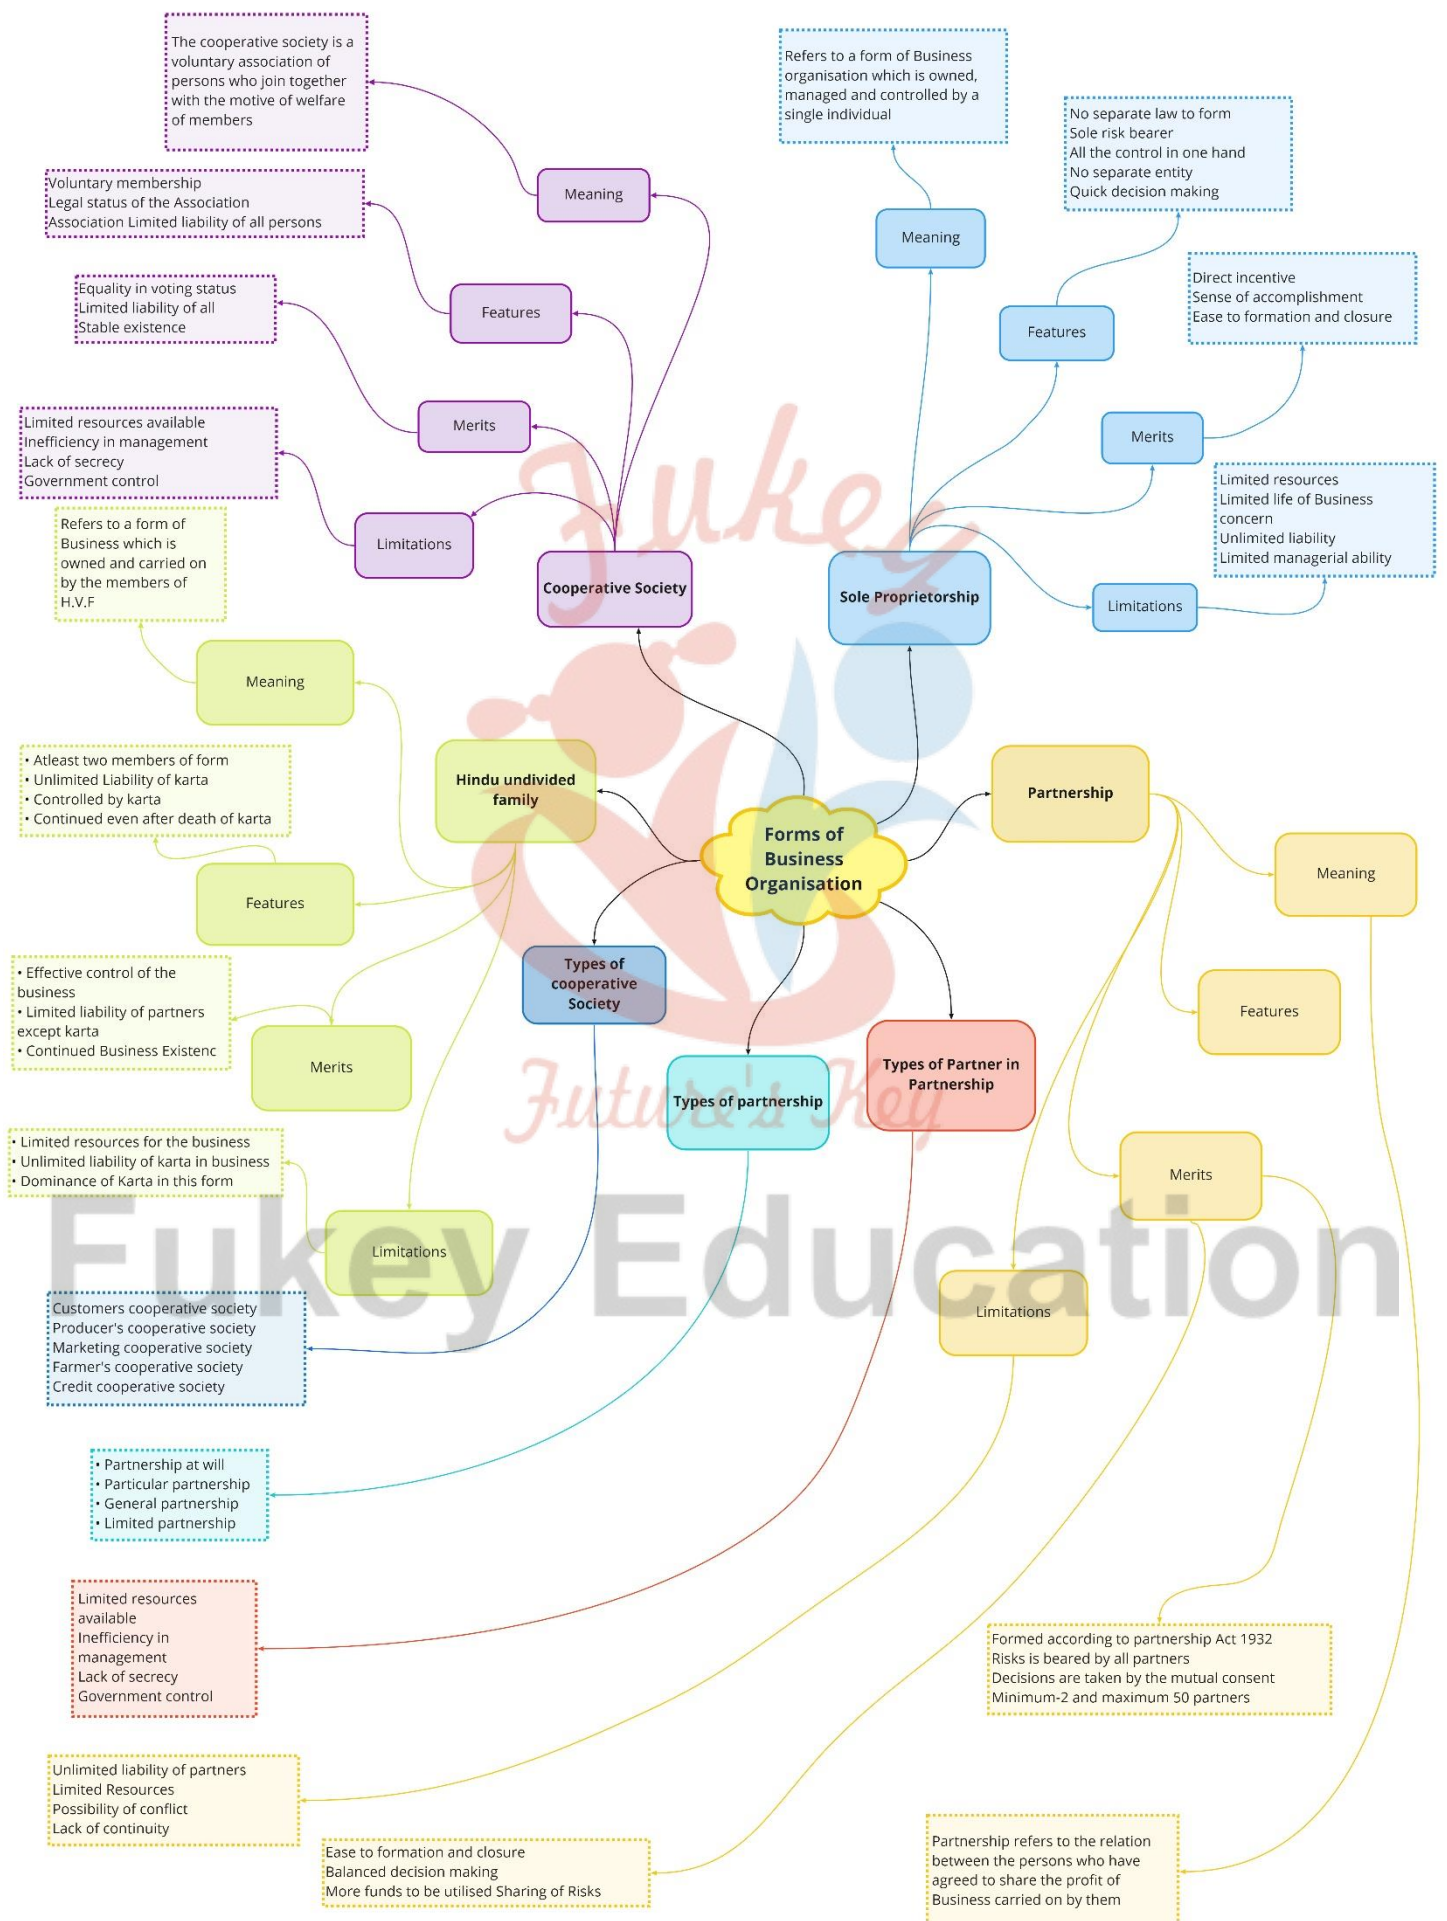 The cooperative society is a
voluntary association of
persons who join together
with the motive of welfare
of members
Meaning
Voluntary membership
Legal status of the Association
Association Limited liability of all persons
Features
Equality in voting status
Limited liability of all
Stable existence
Merits
Limited resources available
Inefficiency in management
Lack of secrecy
Government control
Limitations
Cooperative Society
Refers to a form of Business
organisation which is owned,
managed and controlled by a
single individual
Meaning
No separate law to form
Sole risk bearer
All the control in one hand
No separate entity
Quick decision making
Features
Direct incentive
Sense of accomplishment
Ease to formation and closure
Merits
Limited resources
Limited life of Business
concern
Unlimited liability
Limited managerial ability
Limitations
Sole Proprietorship
Fukey
Refers to a form of
Business which is
owned and carried on
by the members of
H.V.F
Meaning
• Atleast two members of form
• Unlimited Liability of karta
• Controlled by karta
• Continued even after death of karta
Features
Hindu undivided
family
• Effective control of the
business
• Limited liability of partners
except karta
• Continued Business Existenc
Merits
• Limited resources for the business
• Unlimited liability of karta in business
• Dominance of Karta in this form
Limitations
Forms of
Business
Organisation
Partnership
Meaning
Features
Merits
Limitations
Types of
cooperative
Society
Types of partnership
Types of Partner in
Partnership
Future's Key
Fukey Education
Customers cooperative society
Producer's cooperative society
Marketing cooperative society
Farmer's cooperative society
Credit cooperative society
• Partnership at will
• Particular partnership
• General partnership
• Limited partnership
Limited resources
available
Inefficiency in
management
Lack of secrecy
Government control
Formed according to partnership Act 1932
Risks is beared by all partners
Decisions are taken by the mutual consent
Minimum-2 and maximum 50 partners
Unlimited liability of partners
Limited Resources
Possibility of conflict
Lack of continuity
Ease to formation and closure
Balanced decision making
More funds to be utilised Sharing of Risks
Partnership refers to the relation
between the persons who have
agreed to share the profit of
Business carried on by them